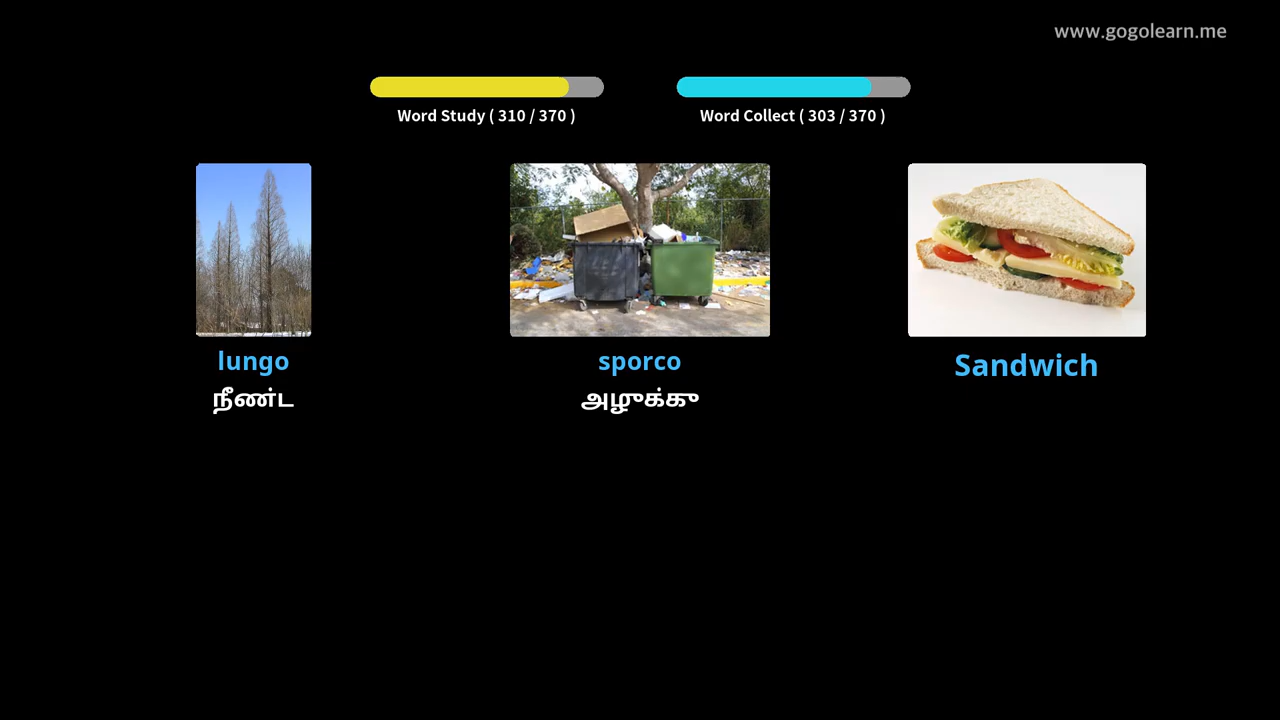 www.gogolearn.me
Word Study ( 310 / 370 )
Word Collect ( 303 / 370 )
lungo
நீண்ட
sporco
அழுக்கு
Sandwich